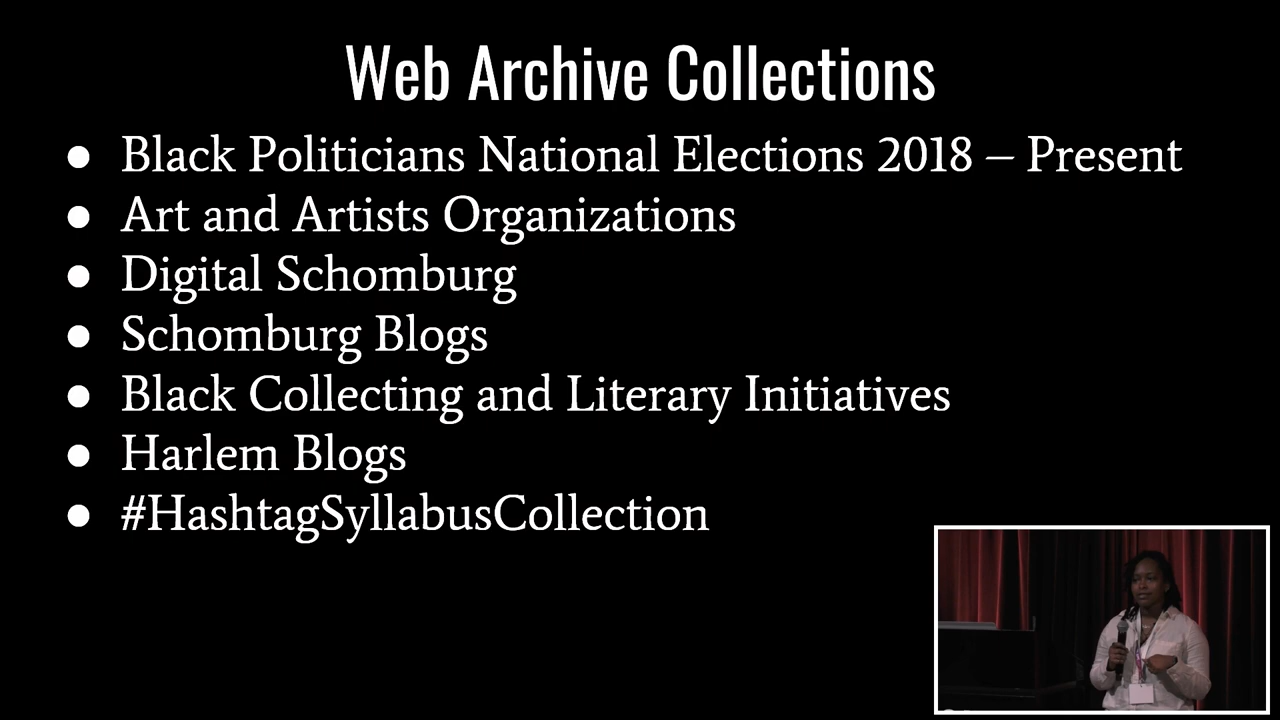 Web Archive Collections
● Black Politicians National Elections 2018 – Present
● Art and Artists Organizations
● Digital Schomburg
● Schomburg Blogs
● Black Collecting and Literary Initiatives
● Harlem Blogs
● #HashtagSyllabusCollection